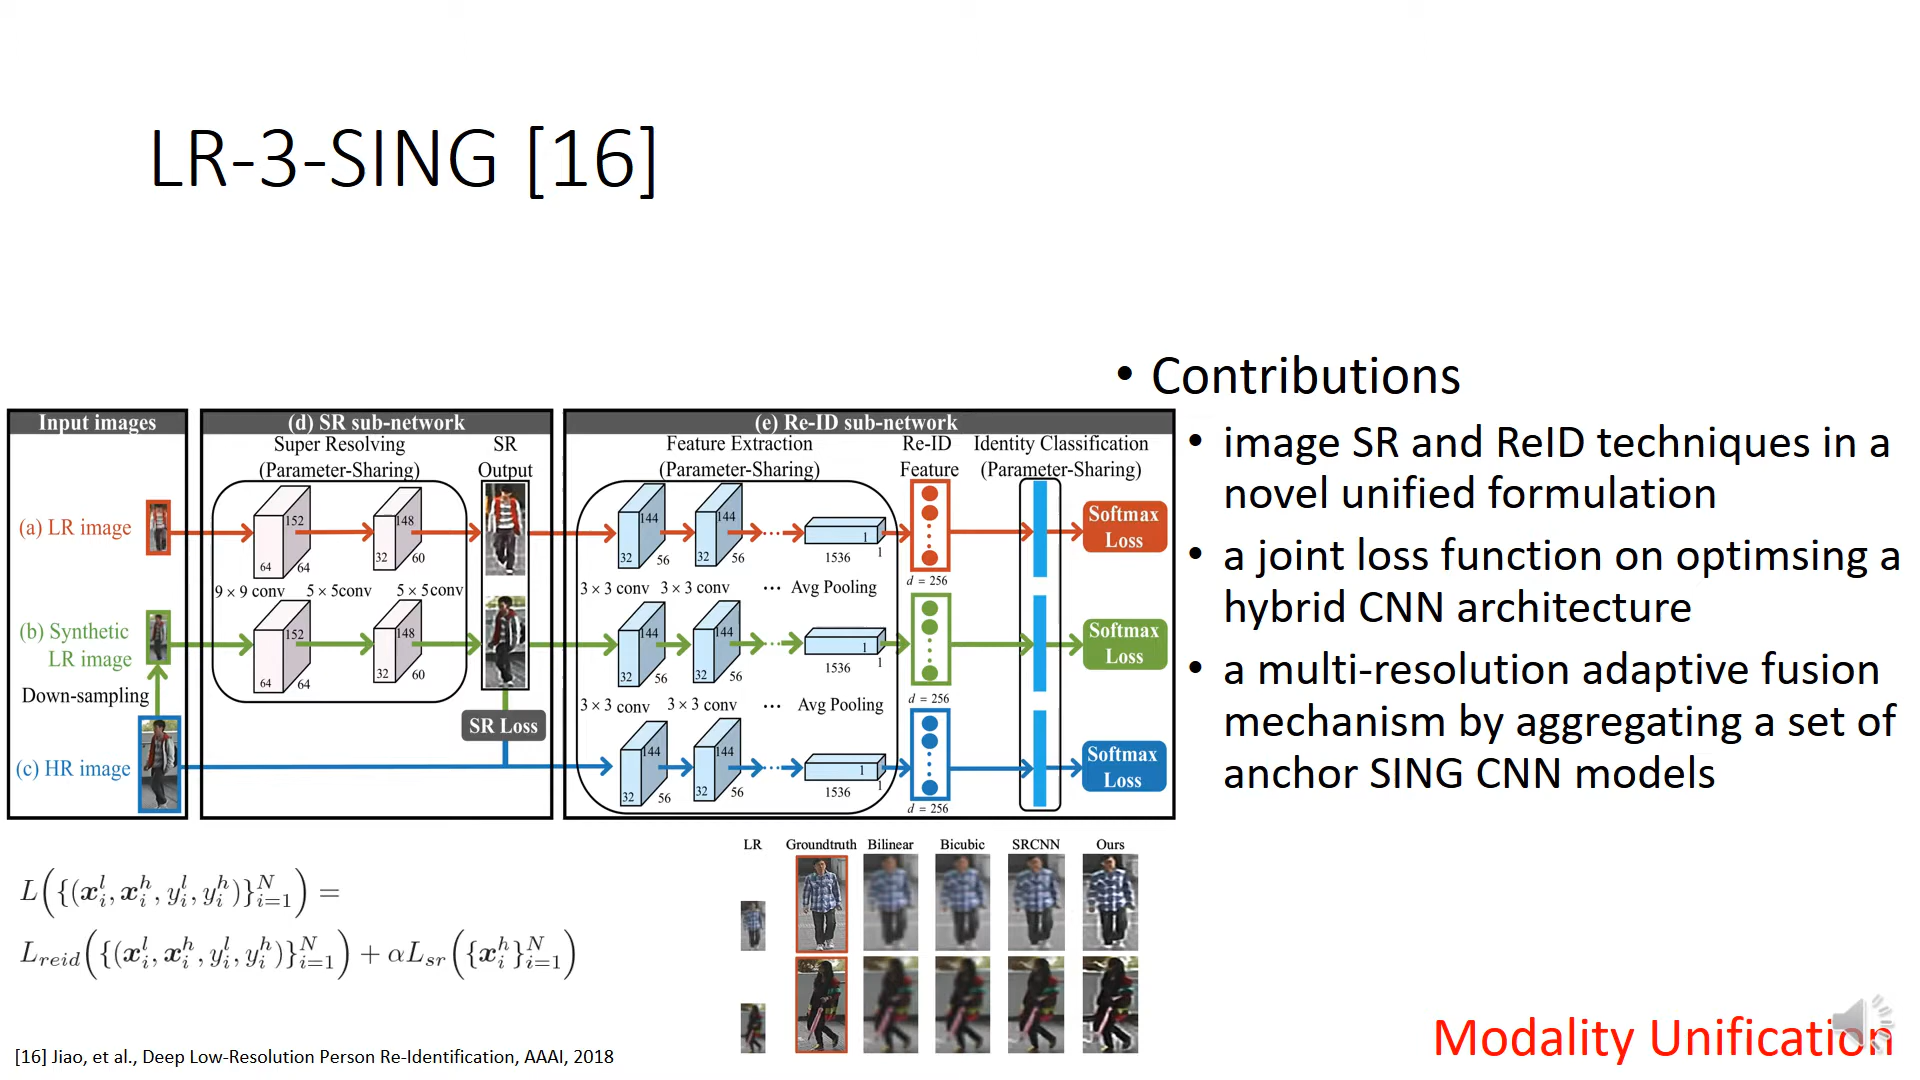 LR-3-SING [16]
Input images
(a) LR image
(b) Synthetic
LR image
Down-sampling
(c) HR image
(d) SR sub-network
Super Resolving
(Parameter-Sharing)
SR
Output
152
64
64
148
32
60
9 × 9 conv
5 × 5conv
5 × 5conv
152
64
64
148
32
60
SR Loss
(e) Re-ID sub-network
Feature Extraction
(Parameter-Sharing)
Re-ID
Feature
Identity Classification
(Parameter-Sharing)
144
32
56
144
32
56
...
1
1536
1
d = 256
Softmax
Loss
3 × 3 conv
3 × 3 conv
... Avg Pooling
144
32
56
144
32
56
...
1
1536
1
d = 256
Softmax
Loss
3 × 3 conv
3 × 3 conv
... Avg Pooling
144
32
56
144
32
56
...
1
1536
1
d = 256
Softmax
Loss
• Contributions
• image SR and ReID techniques in a
novel unified formulation
• a joint loss function on optimsing a
hybrid CNN architecture
• a multi-resolution adaptive fusion
mechanism by aggregating a set of
anchor SING CNN models
L({(x_i^l, x_i^h, y_i^l, y_i^h)}_{i=1}^N) =
L_{reid}({(x_i^l, x_i^h, y_i^l, y_i^h)}_{i=1}^N) + αL_{sr}({x_i^h}_{i=1}^N)
LR Groundtruth Bilinear Bicubic SRCNN Ours
[16] Jiao, et al., Deep Low-Resolution Person Re-Identification, AAAI, 2018
Modality Unification